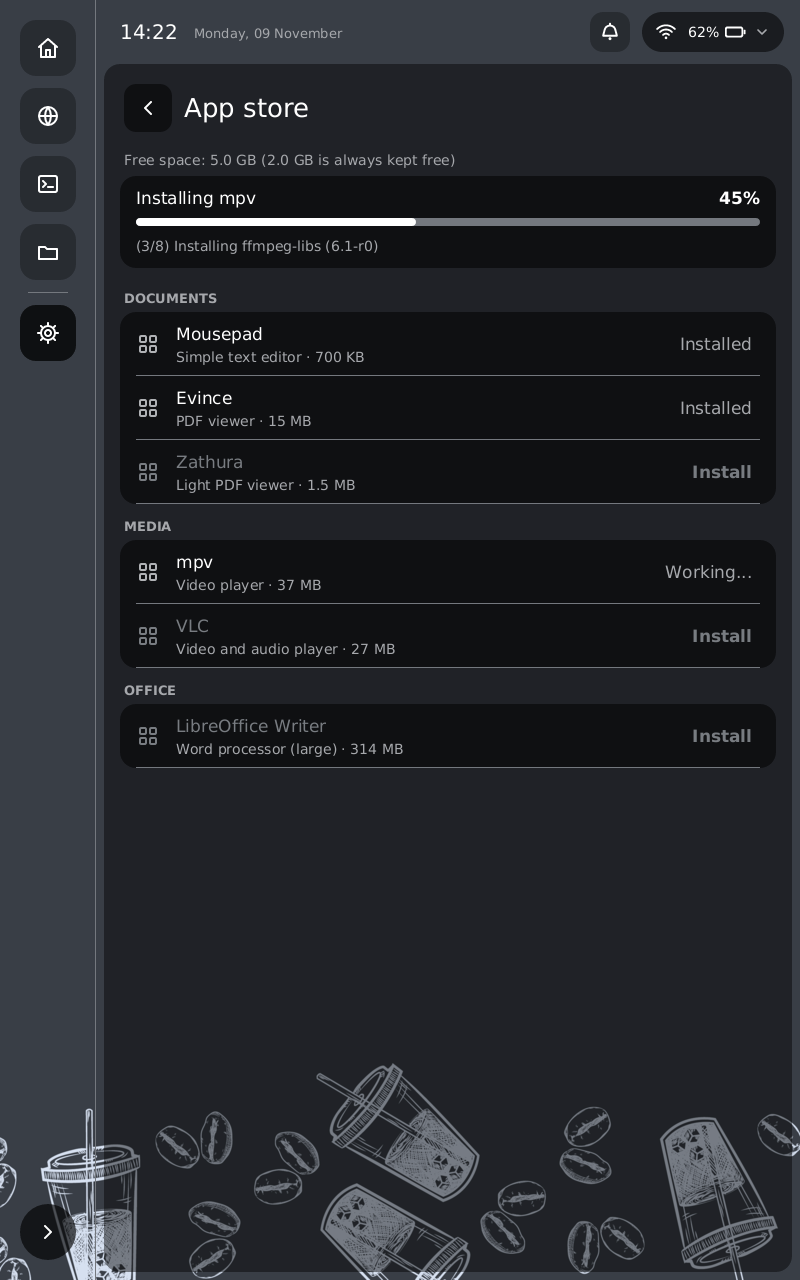 14:22 Monday, 09 November
62%
App store
Free space: 5.0 GB (2.0 GB is always kept free)
Installing mpv 45%
(3/8) Installing ffmpeg-libs (6.1-r0)
DOCUMENTS
Mousepad
Simple text editor · 700 KB
Installed
Evince
PDF viewer · 15 MB
Installed
Zathura
Light PDF viewer · 1.5 MB
Install
MEDIA
mpv
Video player · 37 MB
Working...
VLC
Video and audio player · 27 MB
Install
OFFICE
LibreOffice Writer
Word processor (large) · 314 MB
Install